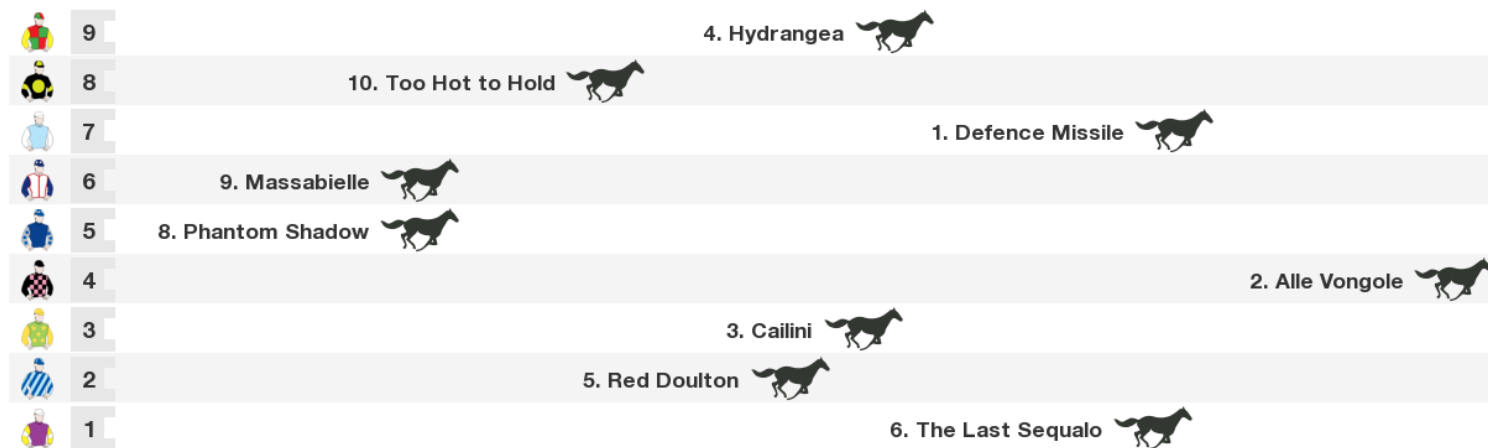 9 4. Hydrangea
8 10. Too Hot to Hold
7 1. Defence Missile
6 9. Massabielle
5 8. Phantom Shadow
4 2. Alle Vongole
3 3. Cailini
2 5. Red Doulton
1 6. The Last Sequalo